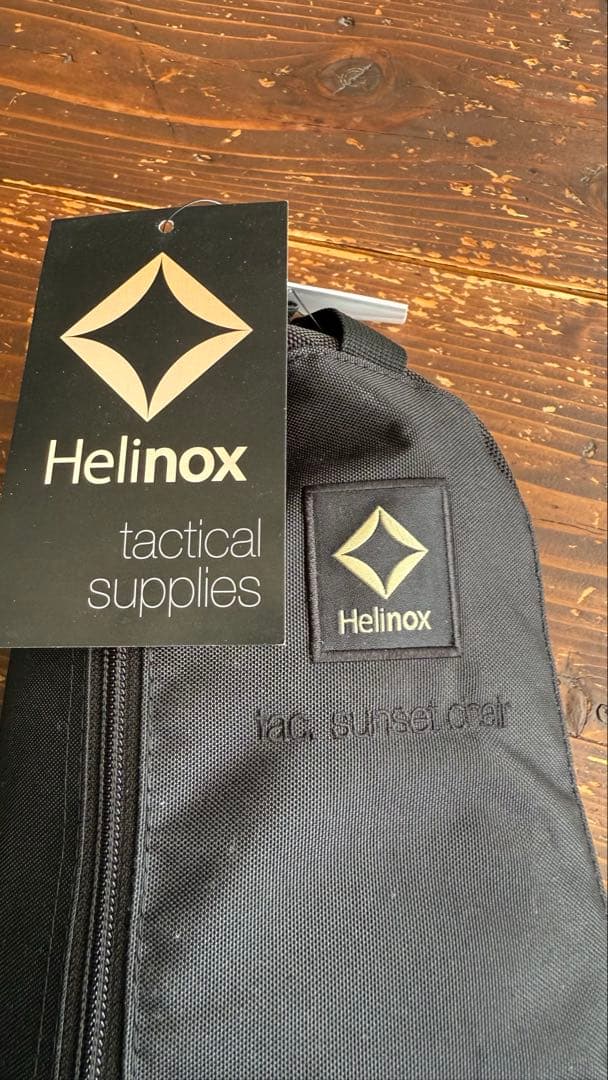 Helinox
tactical
supplies
Helinox
tac. sunset chair